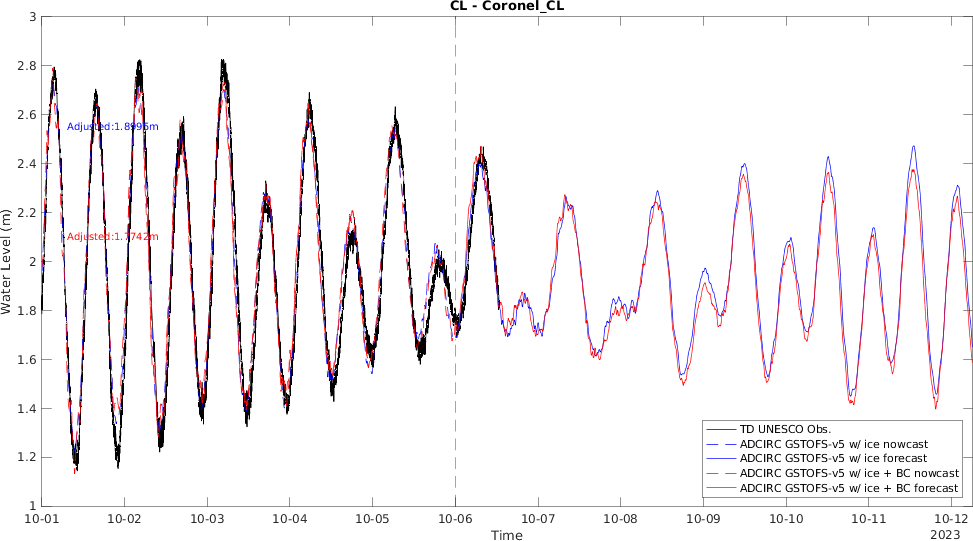 CL - Coronel_CL
3
2.8
2.6
2.4
2.2
2
1.8
1.6
1.4
1.2
1
Water Level (m)
Adjusted:1.8996m
Adjusted:1.7742m
TD UNESCO Obs.
ADCIRC GSTOFS-v5 w/ ice nowcast
ADCIRC GSTOFS-v5 w/ ice forecast
ADCIRC GSTOFS-v5 w/ ice + BC nowcast
ADCIRC GSTOFS-v5 w/ ice + BC forecast
10-01 10-02 10-03 10-04 10-05 10-06 10-07 10-08 10-09 10-10 10-11 10-12
2023
Time